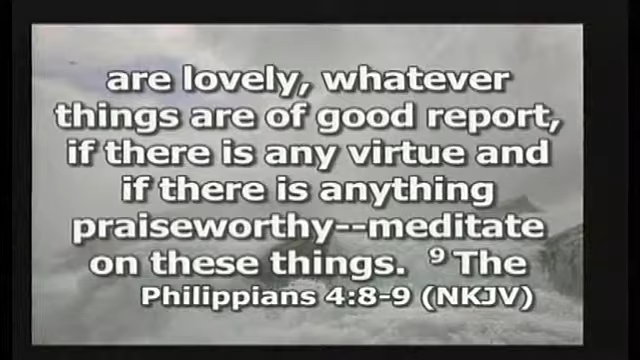 are lovely, whatever
things are of good report,
if there is any virtue and
if there is anything
praiseworthy--meditate
on these things. ⁹ The
Philippians 4:8-9 (NKJV)